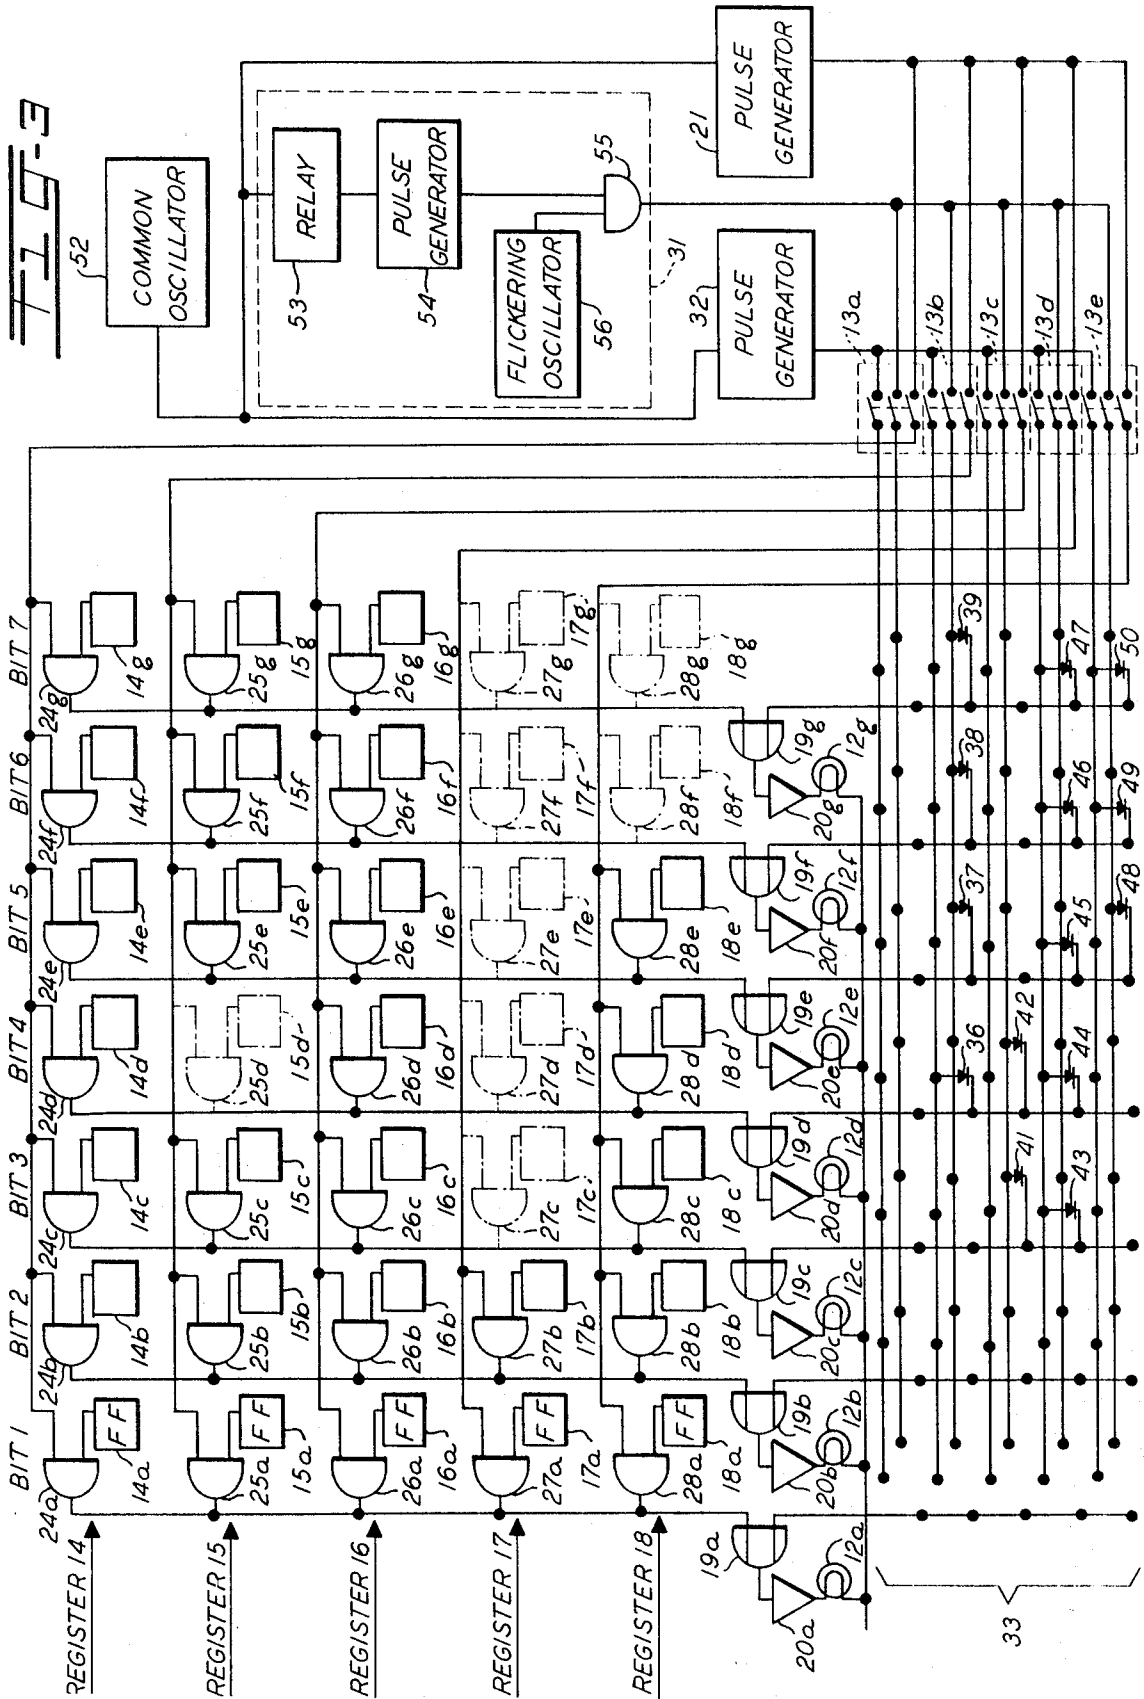 Fig-3
52
COMMON
OSCILLATOR
53
RELAY
54
PULSE
GENERATOR
55
FLICKERING
OSCILLATOR
56
31
21
PULSE
GENERATOR
32
PULSE
GENERATOR
13a
13b
13c
13d
13e
BIT 1
BIT 2
BIT 3
BIT 4
BIT 5
BIT 6
BIT 7
REGISTER 14
24a
24b
24c
24d
24e
24f
24g
FF
14a
14b
14c
14d
14e
14f
14g
REGISTER 15
FF
25a
25b
25c
25d
25e
25f
25g
15a
15b
15c
15d
15e
15f
15g
REGISTER 16
FF
26a
26b
26c
26d
26e
26f
26g
16a
16b
16c
16d
16e
16f
16g
REGISTER 17
FF
27a
27b
27c
27d
27e
27f
27g
17a
17b
17c
17d
17e
17f
17g
REGISTER 18
FF
28a
28b
28c
28d
28e
28f
28g
18a
18b
18c
18d
18e
18f
18g
19a
19b
19c
19d
19e
19f
19g
20a
20b
20c
20d
20e
20f
20g
12a
12b
12c
12d
12e
12f
12g
33
36
37
38
39
41
42
43
44
45
46
47
48
49
50